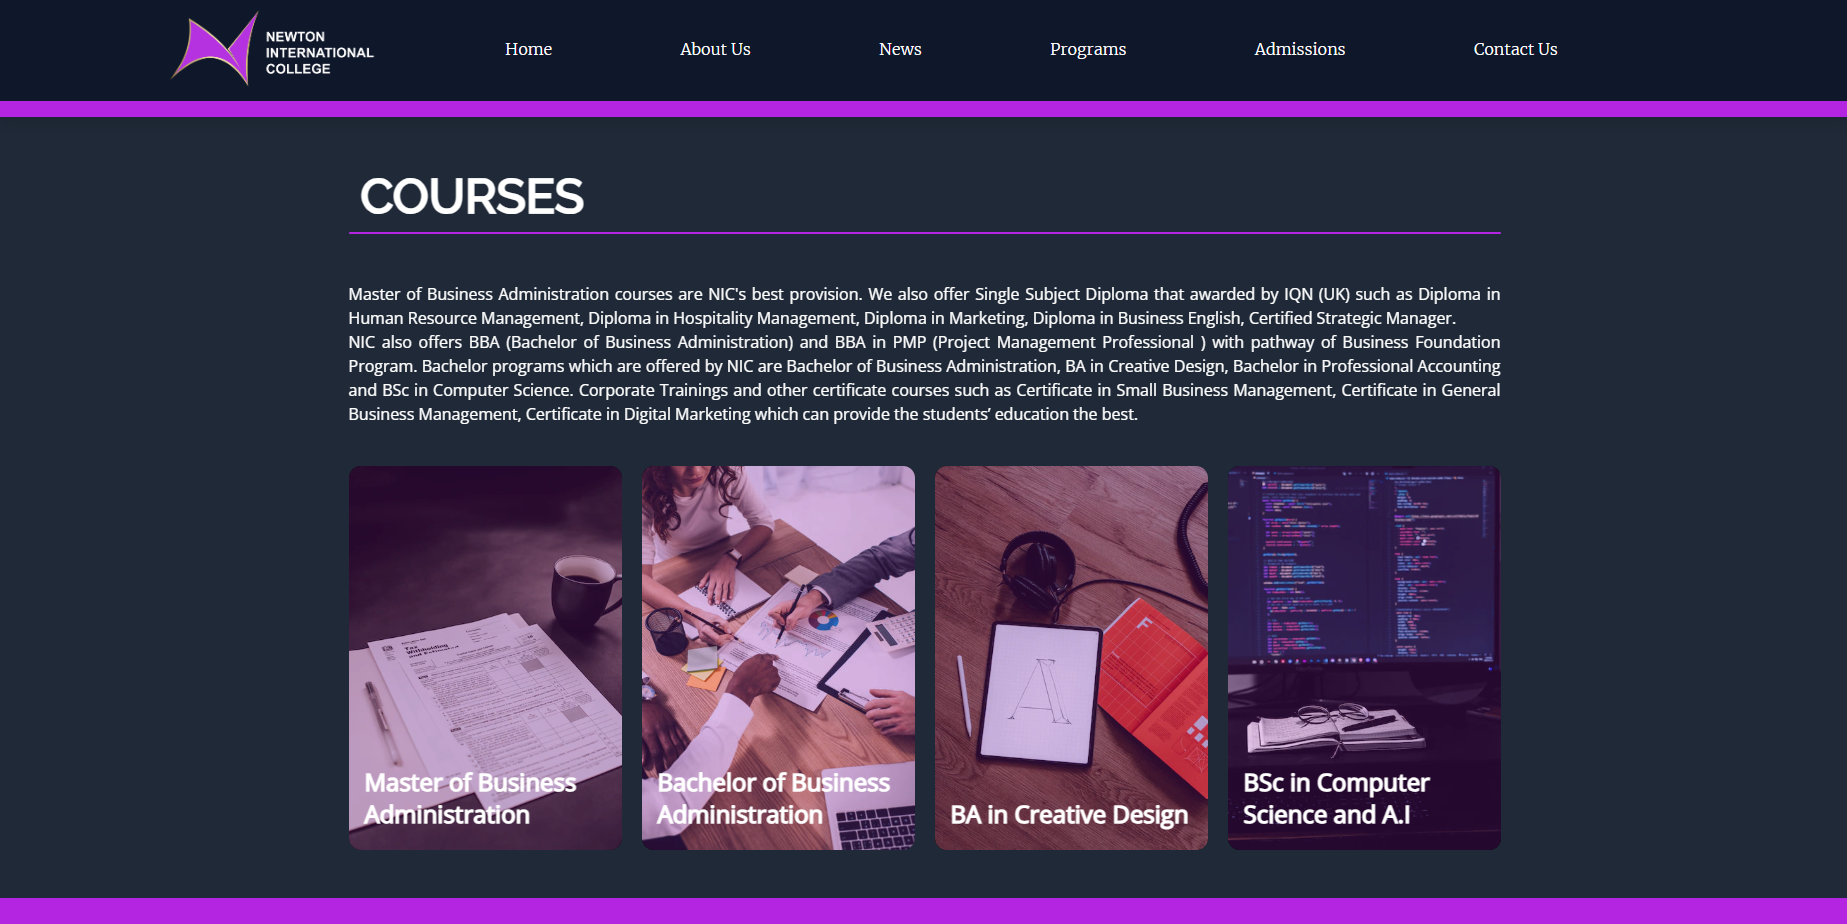 NEWTON
INTERNATIONAL
COLLEGE
Home
About Us
News
Programs
Admissions
Contact Us
COURSES
Master of Business Administration courses are NIC's best provision. We also offer Single Subject Diploma that awarded by IQN (UK) such as Diploma in
Human Resource Management, Diploma in Hospitality Management, Diploma in Marketing, Diploma in Business English, Certified Strategic Manager.
NIC also offers BBA (Bachelor of Business Administration) and BBA in PMP (Project Management Professional ) with pathway of Business Foundation
Program. Bachelor programs which are offered by NIC are Bachelor of Business Administration, BA in Creative Design, Bachelor in Professional Accounting
and BSc in Computer Science. Corporate Trainings and other certificate courses such as Certificate in Small Business Management, Certificate in General
Business Management, Certificate in Digital Marketing which can provide the students’ education the best.
Tax
Withholding
F
A
Master of Business
Administration
Bachelor of Business
Administration
BA in Creative Design
BSc in Computer
Science and A.I